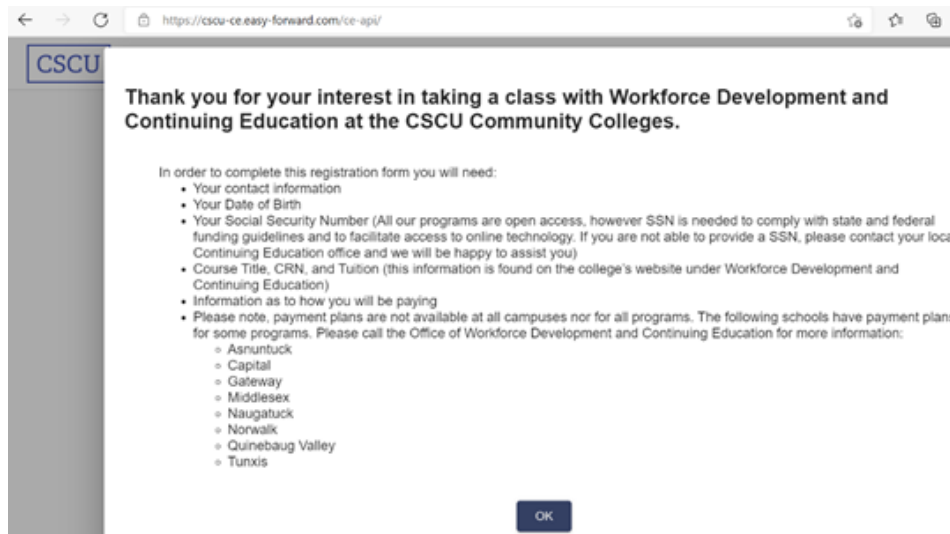 https://cscu-ce.easy-forward.com/ce-api/
CSCU
Thank you for your interest in taking a class with Workforce Development and
Continuing Education at the CSCU Community Colleges.
In order to complete this registration form you will need:
• Your contact information
• Your Date of Birth
• Your Social Security Number (All our programs are open access, however SSN is needed to comply with state and federal
funding guidelines and to facilitate access to online technology. If you are not able to provide a SSN, please contact your loca
Continuing Education office and we will be happy to assist you)
• Course Title, CRN, and Tuition (this information is found on the college's website under Workforce Development and
Continuing Education)
• Information as to how you will be paying
• Please note, payment plans are not available at all campuses nor for all programs. The following schools have payment plans
for some programs. Please call the Office of Workforce Development and Continuing Education for more information:
◦ Asnuntuck
◦ Capital
◦ Gateway
◦ Middlesex
◦ Naugatuck
◦ Norwalk
◦ Quinebaug Valley
◦ Tunxis
OK